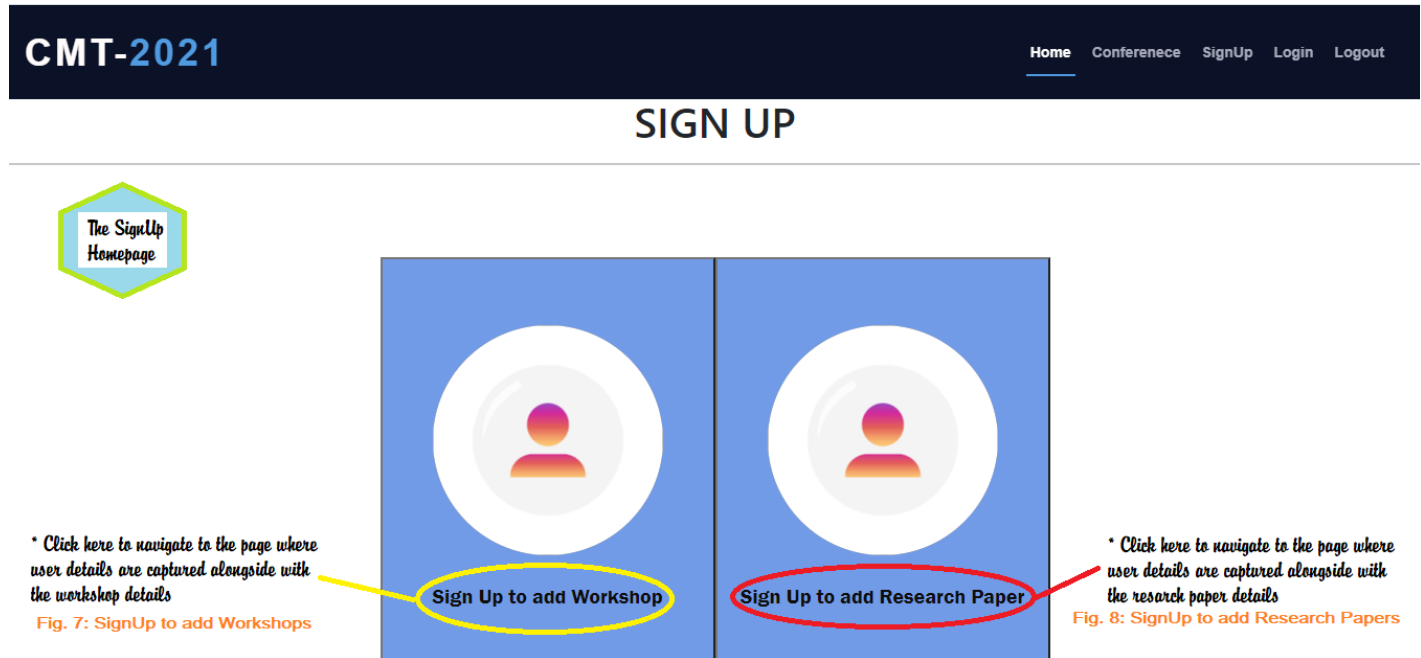 CMT-2021
Home Conferenece SignUp Login Logout
SIGN UP
The SignUp
Homepage
* Click here to navigate to the page where
user details are captured alongside with
the workshop details
Fig. 7: SignUp to add Workshops
Sign Up to add Workshop
Sign Up to add Research Paper
* Click here to navigate to the page where
user details are captured alongside with
the resarch paper details
Fig. 8: SignUp to add Research Papers